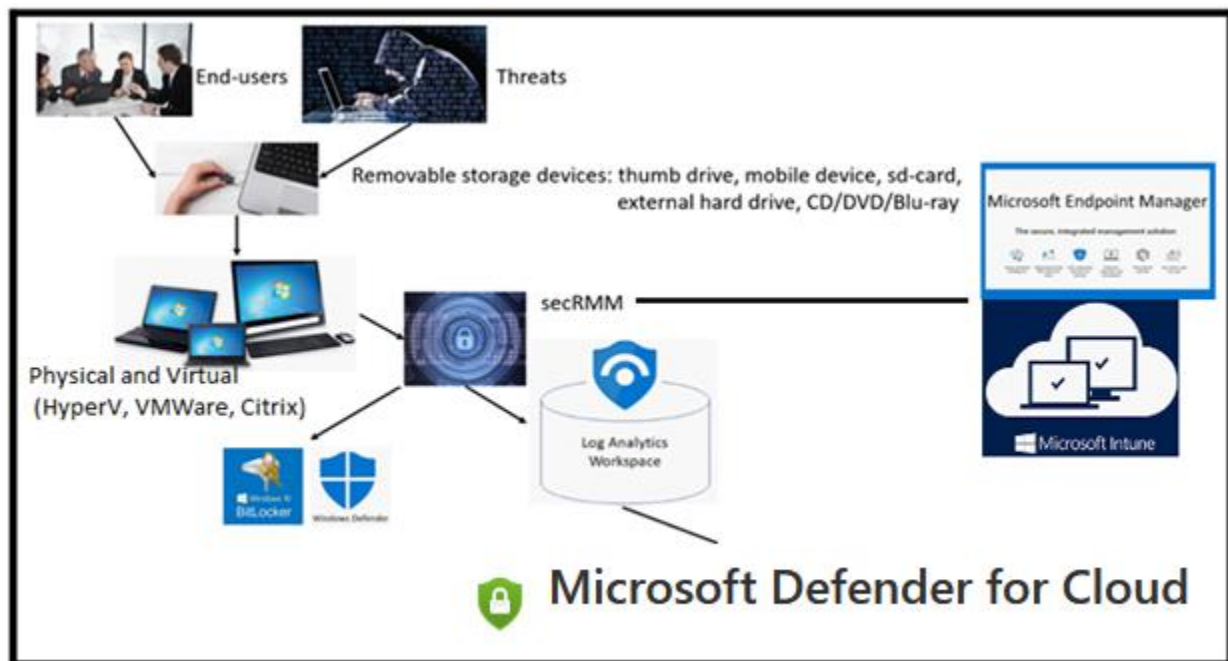 End-users
Threats
Removable storage devices: thumb drive, mobile device, sd-card,
external hard drive, CD/DVD/Blu-ray
Microsoft Endpoint Manager
The secure, integrated management solution
secRMM
Physical and Virtual
(HyperV, VMWare, Citrix)
Log Analytics
Workspace
Microsoft Intune
Windows 10
BitLocker
Windows Defender
Microsoft Defender for Cloud